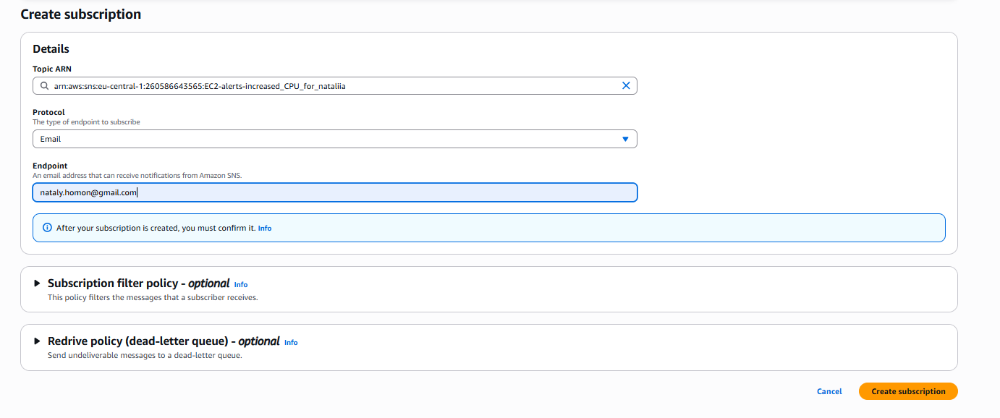 Create subscription
Details
Topic ARN
arn:aws:sns:eu-central-1:260586643565:EC2-alerts-increased_CPU_for_nataliia
Protocol
The type of endpoint to subscribe
Email
Endpoint
An email address that can receive notifications from Amazon SNS.
nataly.homon@gmail.com
After your subscription is created, you must confirm it. Info
Subscription filter policy - optional Info
This policy filters the messages that a subscriber receives.
Redrive policy (dead-letter queue) - optional Info
Send undeliverable messages to a dead-letter queue.
Cancel Create subscription